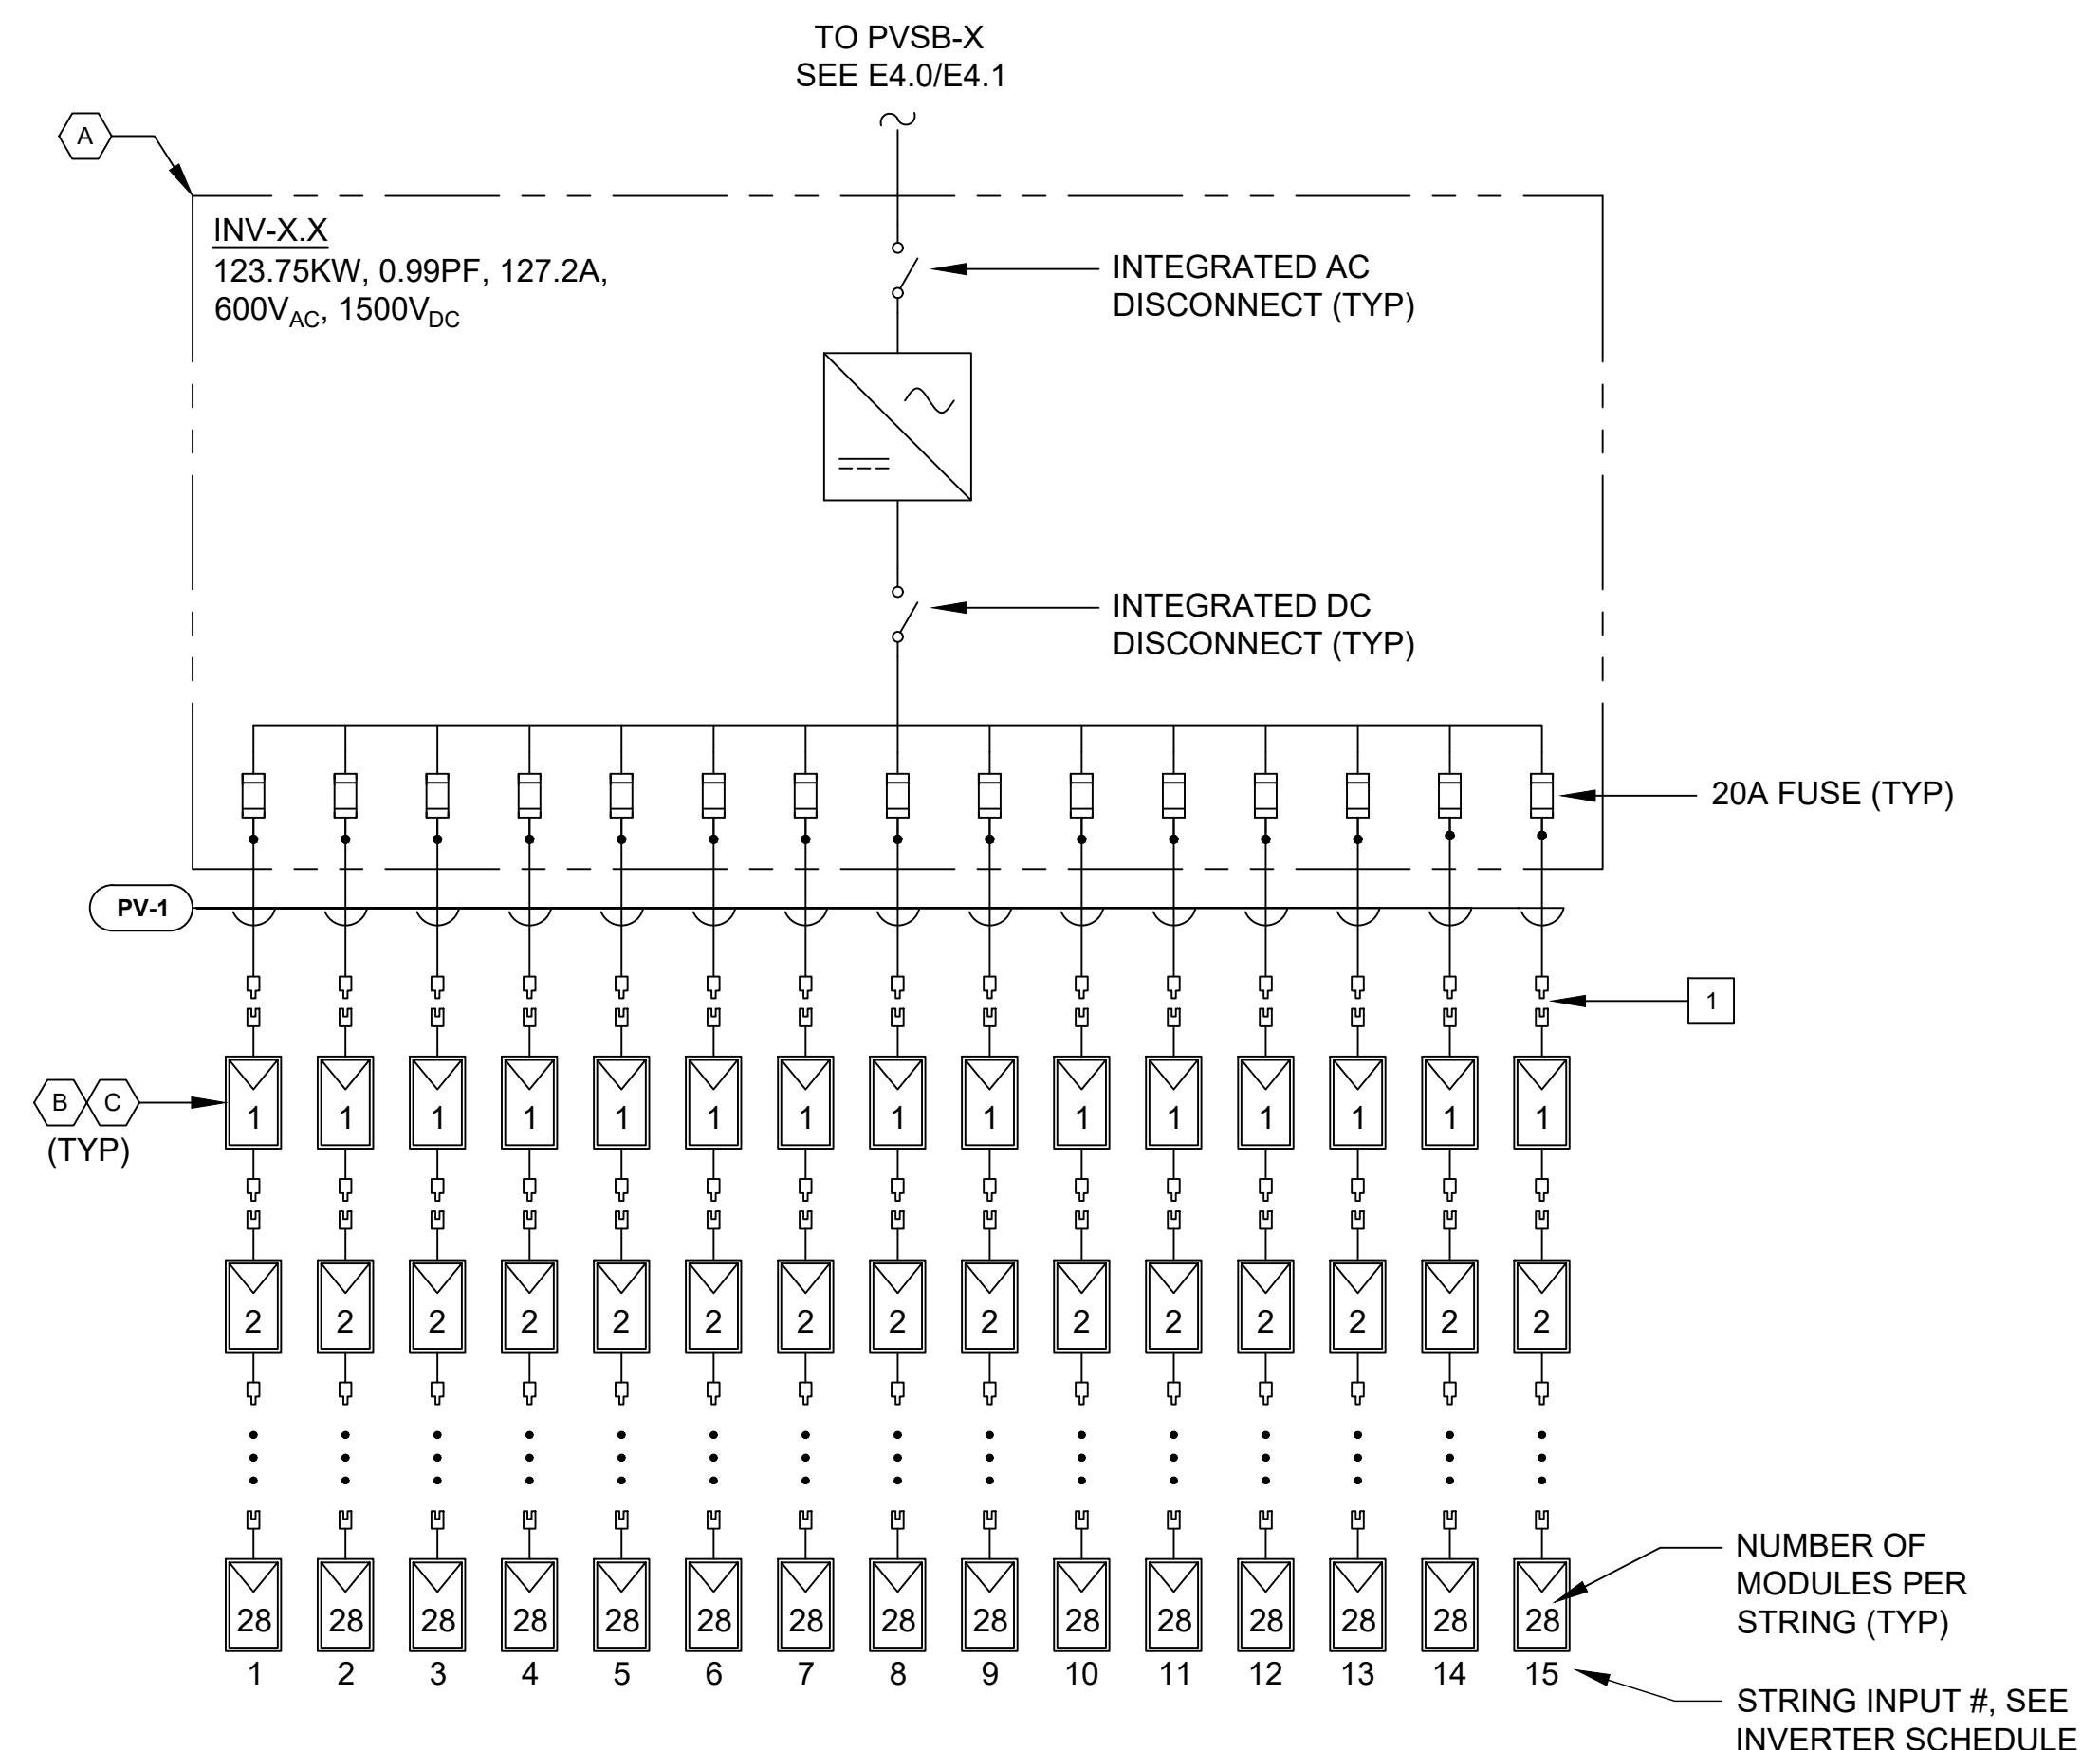 TO PVSB-X
SEE E4.0/E4.1
A
INV-X.X
123.75KW, 0.99PF, 127.2A,
600VAC, 1500VDC
INTEGRATED AC
DISCONNECT (TYP)
INTEGRATED DC
DISCONNECT (TYP)
20A FUSE (TYP)
PV-1
1
B C
(TYP)
1 1 1 1 1 1 1 1 1 1 1 1 1 1 1
2 2 2 2 2 2 2 2 2 2 2 2 2 2 2
28 28 28 28 28 28 28 28 28 28 28 28 28 28 28
1 2 3 4 5 6 7 8 9 10 11 12 13 14 15
NUMBER OF
MODULES PER
STRING (TYP)
STRING INPUT #, SEE
INVERTER SCHEDULE